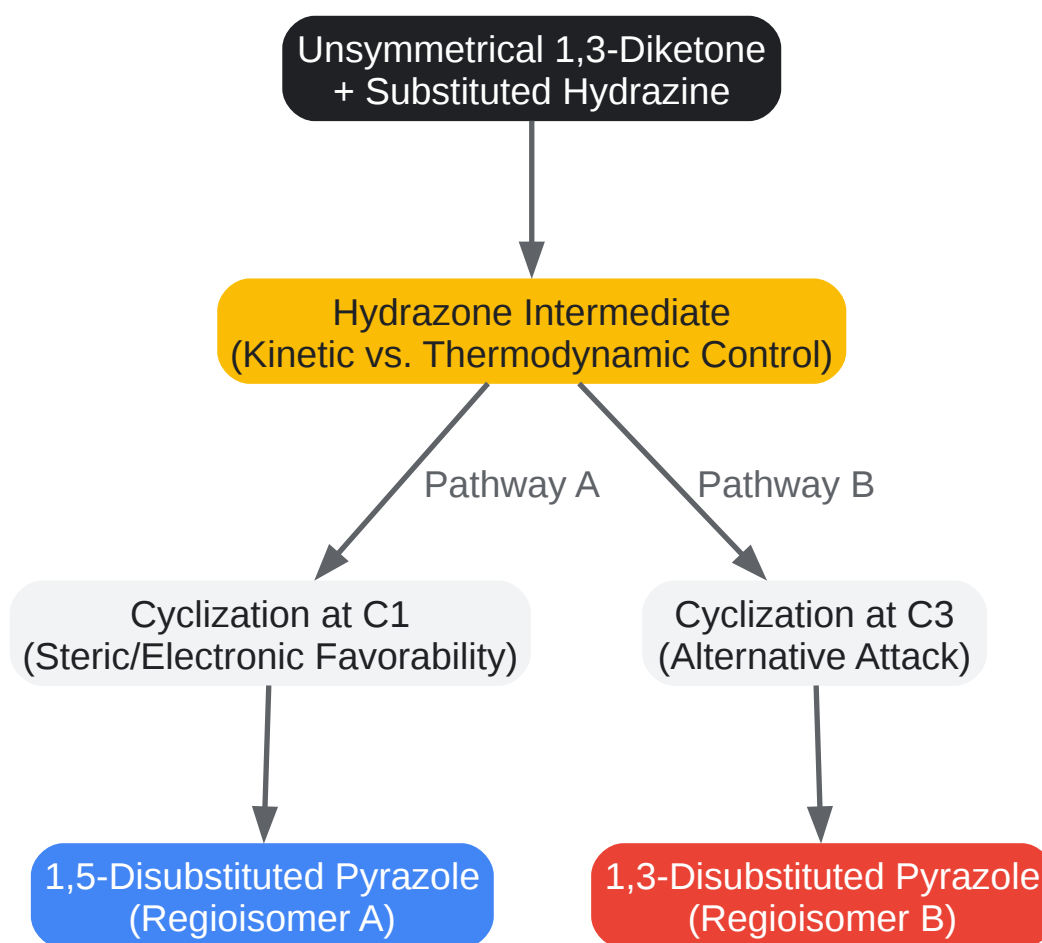 Unsymmetrical 1,3-Diketone
+ Substituted Hydrazine
Hydrazone Intermediate
(Kinetic vs. Thermodynamic Control)
Pathway A
Pathway B
Cyclization at C1
(Steric/Electronic Favorability)
Cyclization at C3
(Alternative Attack)
1,5-Disubstituted Pyrazole
(Regioisomer A)
1,3-Disubstituted Pyrazole
(Regioisomer B)